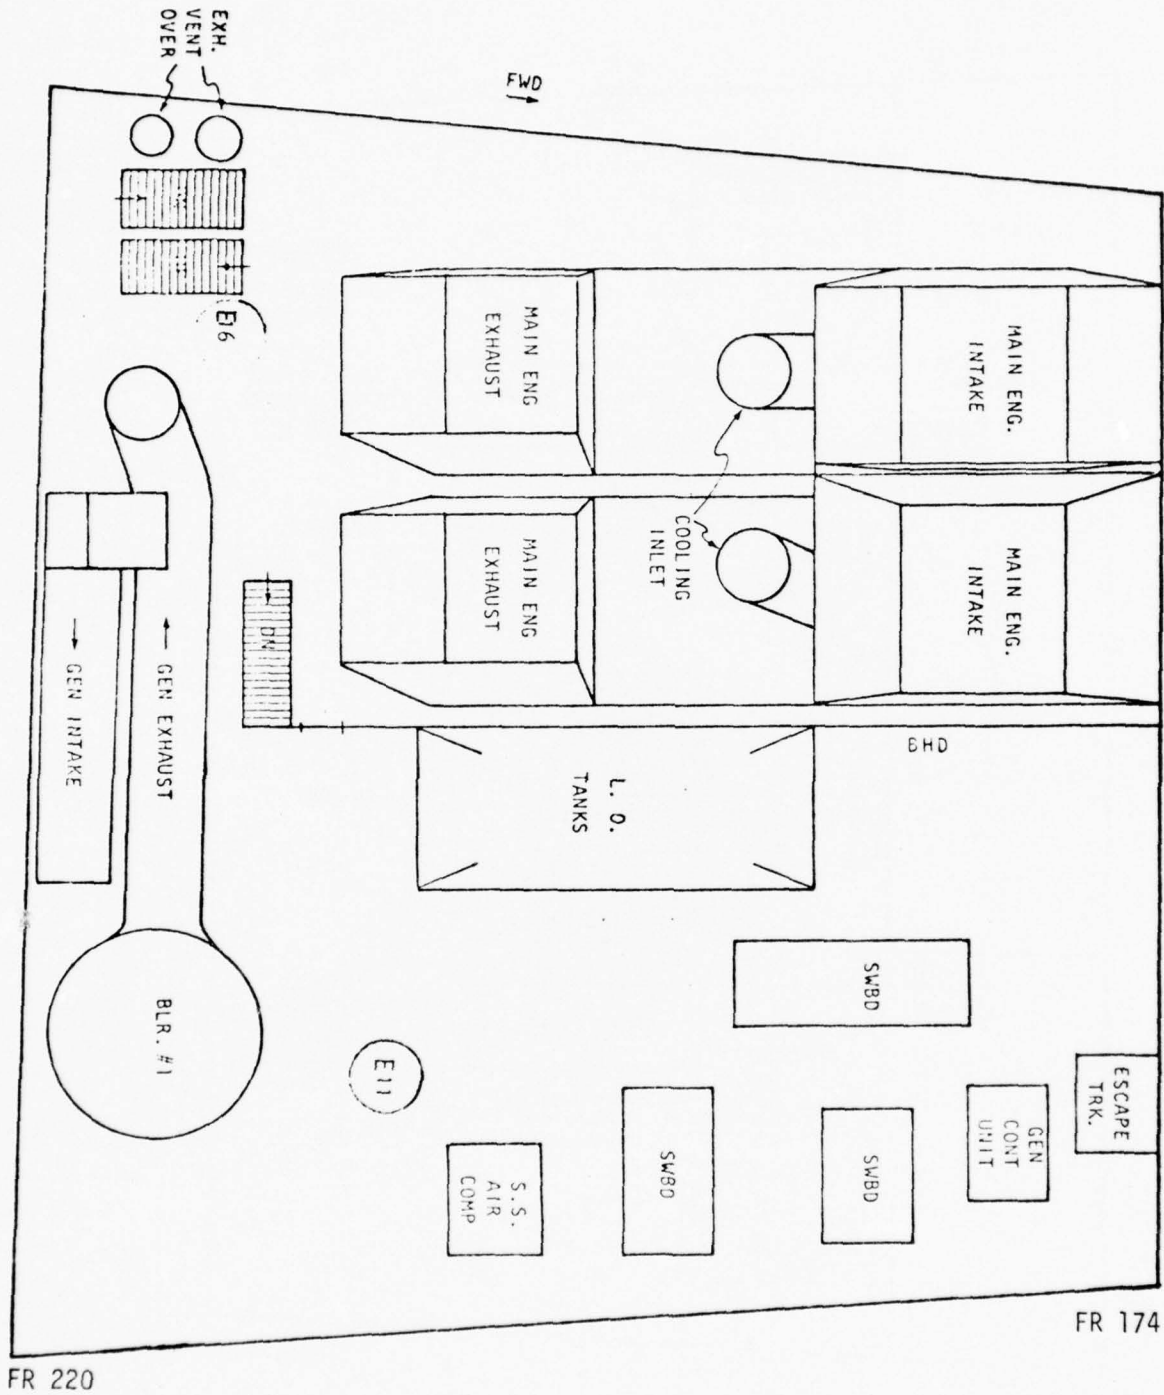 EXH.
VENT
OVER
FWD
E16
MAIN ENG
EXHAUST
MAIN ENG.
INTAKE
COOLING
INLET
MAIN ENG
EXHAUST
MAIN ENG.
INTAKE
DN
GEN INTAKE
GEN EXHAUST
BHD
L. O.
TANKS
SWBD
BLR. #1
E11
ESCAPE
TRK.
GEN
CONT
UNIT
SWBD
SWBD
S.S.
AIR
COMP
FR 174
FR 220